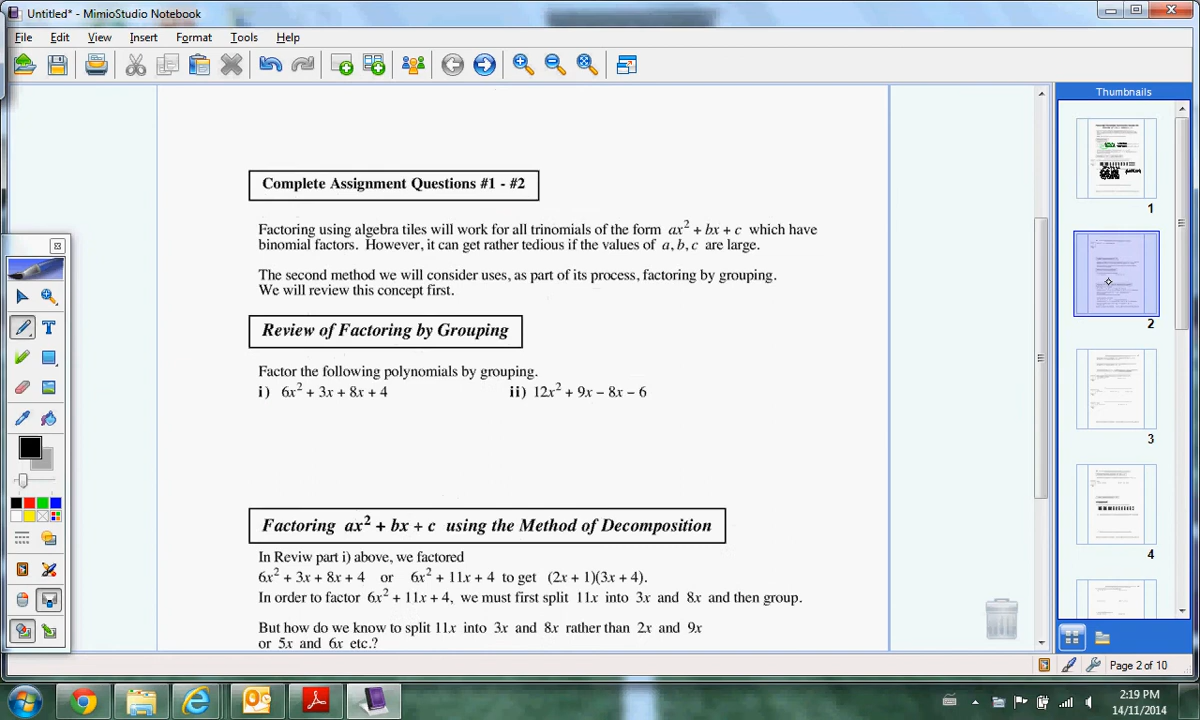 Untitled* - MimioStudio Notebook
File Edit View Insert Format Tools Help
Thumbnails
1
2
3
4
Complete Assignment Questions #1 - #2
Factoring using algebra tiles will work for all trinomials of the form ax² + bx + c which have
binomial factors. However, it can get rather tedious if the values of a, b, c are large.
The second method we will consider uses, as part of its process, factoring by grouping.
We will review this concept first.
Review of Factoring by Grouping
Factor the following polynomials by grouping.
i) 6x² + 3x + 8x + 4 ii) 12x² + 9x − 8x − 6
Factoring ax² + bx + c using the Method of Decomposition
In Reviw part i) above, we factored
6x² + 3x + 8x + 4 or 6x² + 11x + 4 to get (2x + 1)(3x + 4).
In order to factor 6x² + 11x + 4, we must first split 11x into 3x and 8x and then group.
But how do we know to split 11x into 3x and 8x rather than 2x and 9x
or 5x and 6x etc.?
Page 2 of 10
2:19 PM
14/11/2014